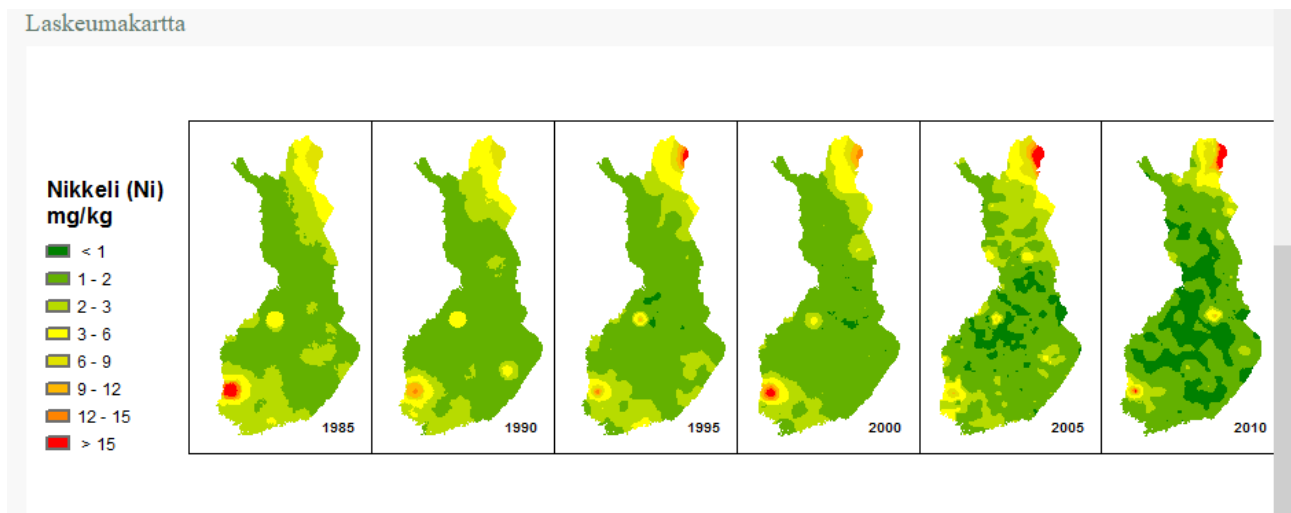 Laskeumakartta
Nikkeli (Ni)
mg/kg
< 1
1 - 2
2 - 3
3 - 6
6 - 9
9 - 12
12 - 15
> 15
1985
1990
1995
2000
2005
2010